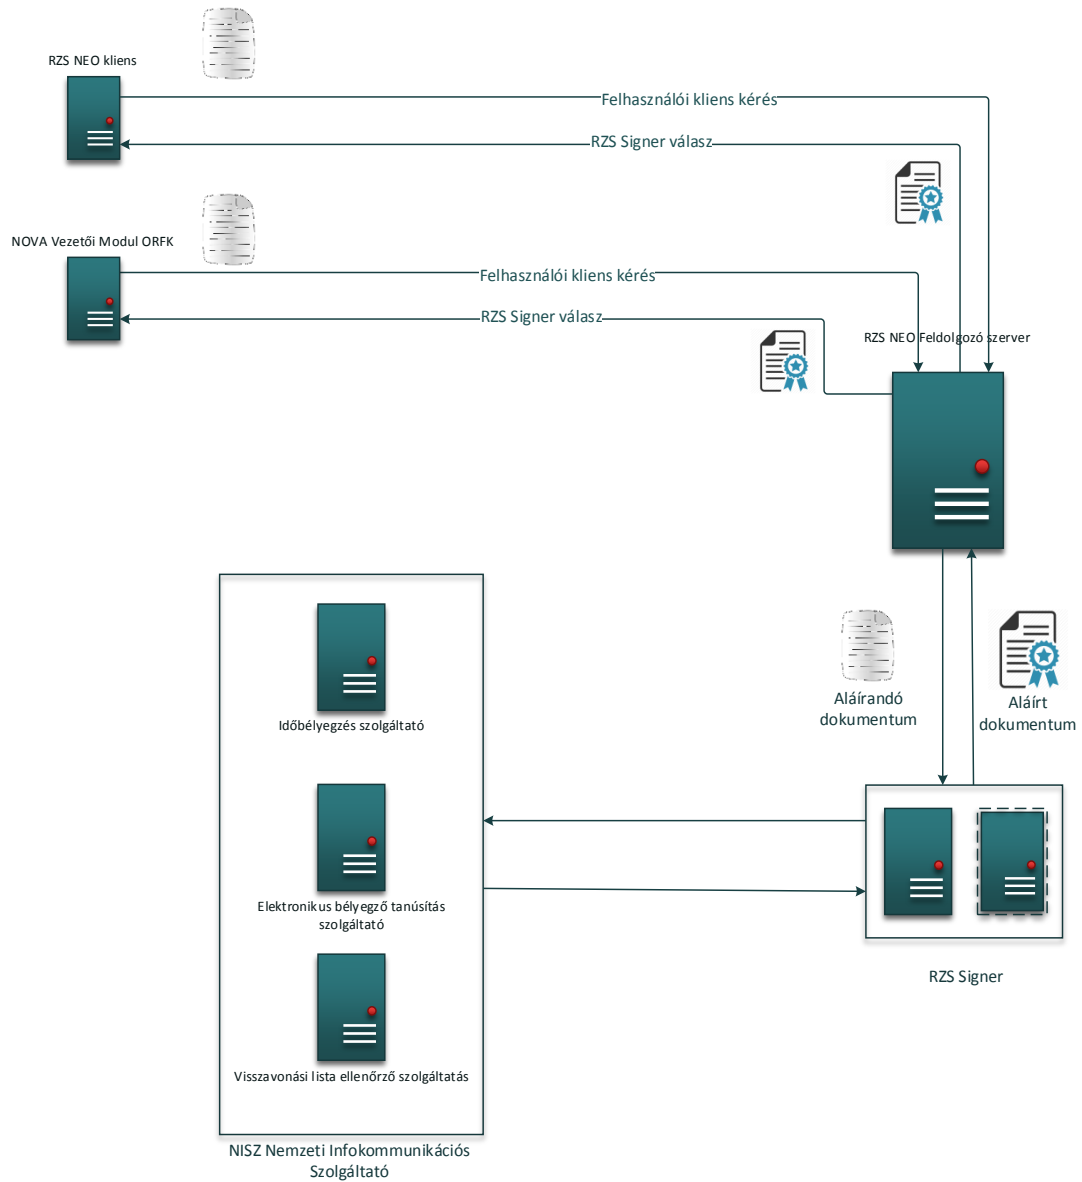 RZS NEO kliens
Felhasználói kliens kérés
RZS Signer válasz
NOVA Vezetői Modul ORFK
Felhasználói kliens kérés
RZS Signer válasz
RZS NEO Feldolgozó szerver
Aláírandó
dokumentum
Aláírt
dokumentum
Időbélyegzés szolgáltató
Elektronikus bélyegző tanúsítás
szolgáltató
RZS Signer
Visszavonási lista ellenőrző szolgáltatás
NISZ Nemzeti Infokommunikációs
Szolgáltató